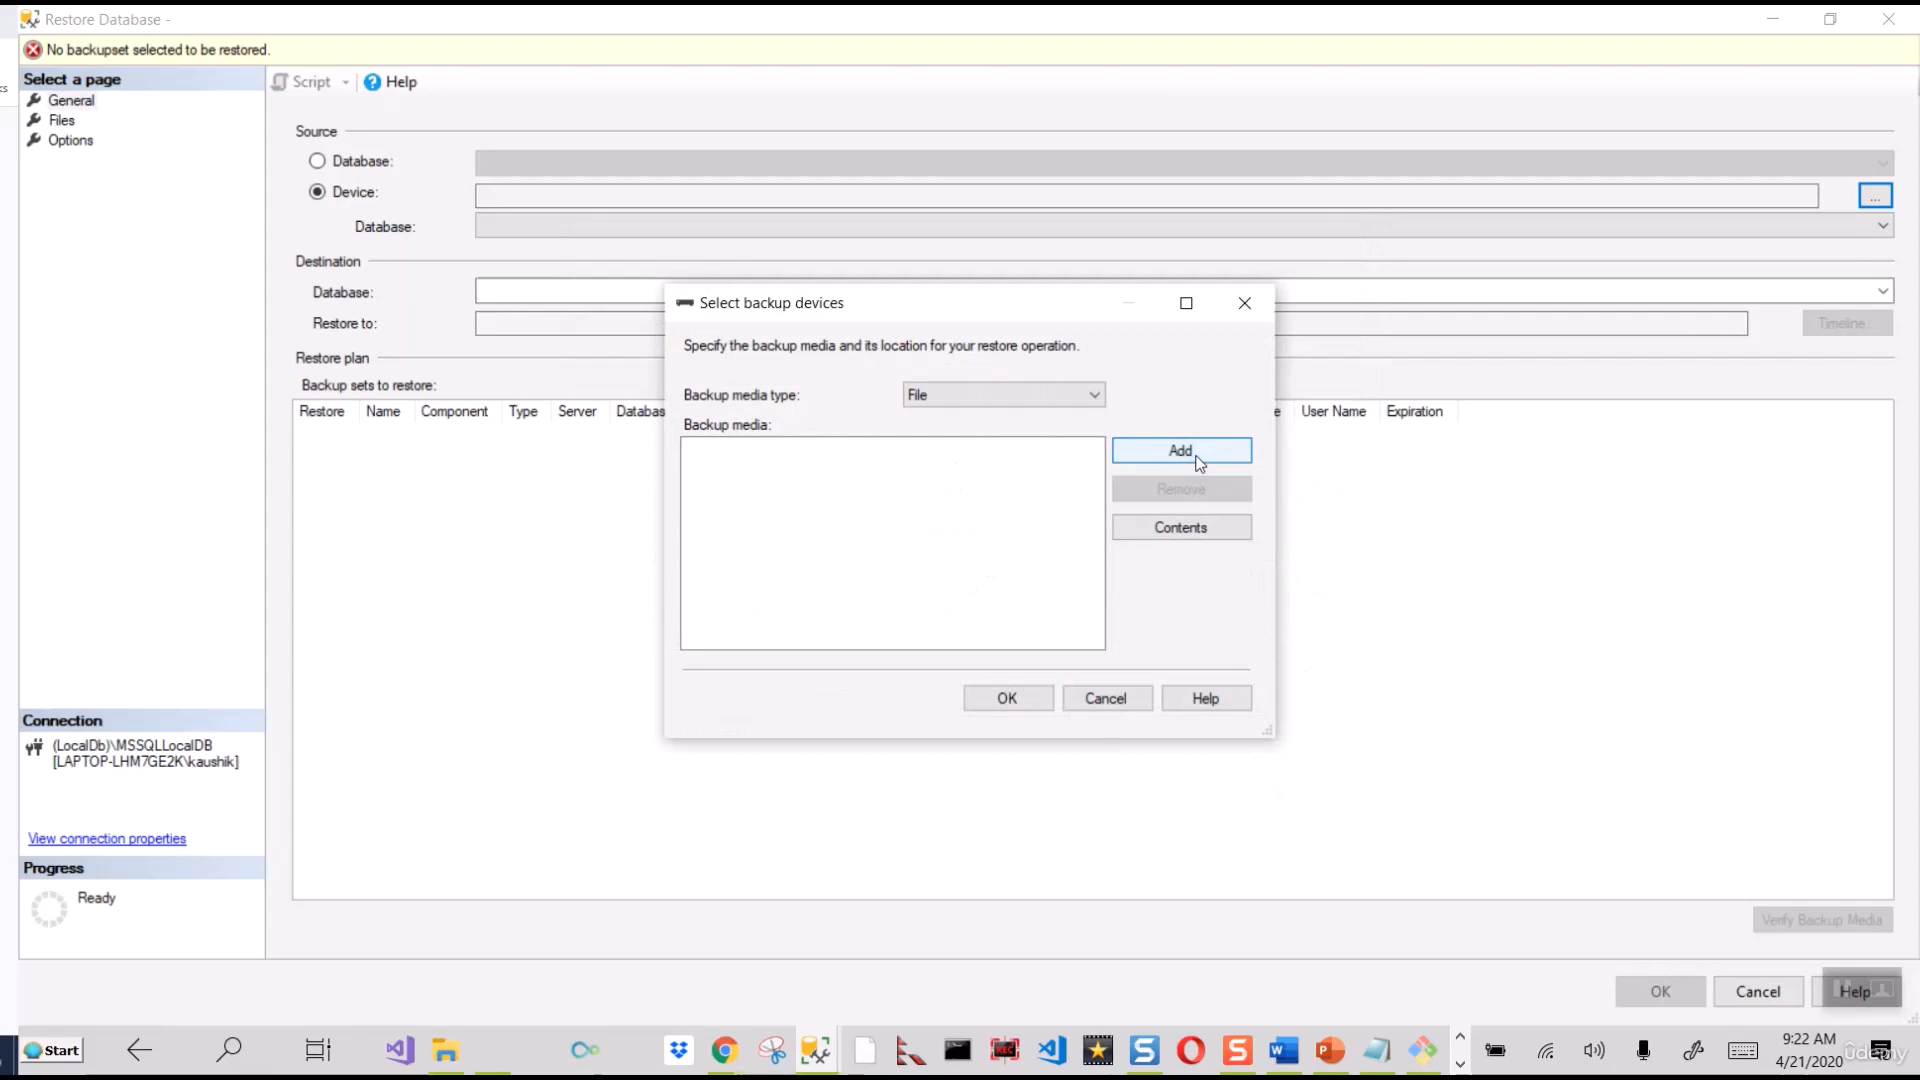 Restore Database -
No backupset selected to be restored.
Select a page
General
Files
Options
Script
Help
Source
Database:
Device:
...
Database:
Destination
Database:
Restore to:
Timeline...
Restore plan
Backup sets to restore:
Restore Name Component Type Server Databas e User Name Expiration
Select backup devices
Specify the backup media and its location for your restore operation.
Backup media type: File
Backup media:
Add
Remove
Contents
OK Cancel Help
Connection
(LocalDb)\MSSQLLocalDB
[LAPTOP-LHM7GE2K\kaushik]
View connection properties
Progress
Ready
Verify Backup Media
OK Cancel Help
Start
9:22 AM
4/21/2020
ûdemy